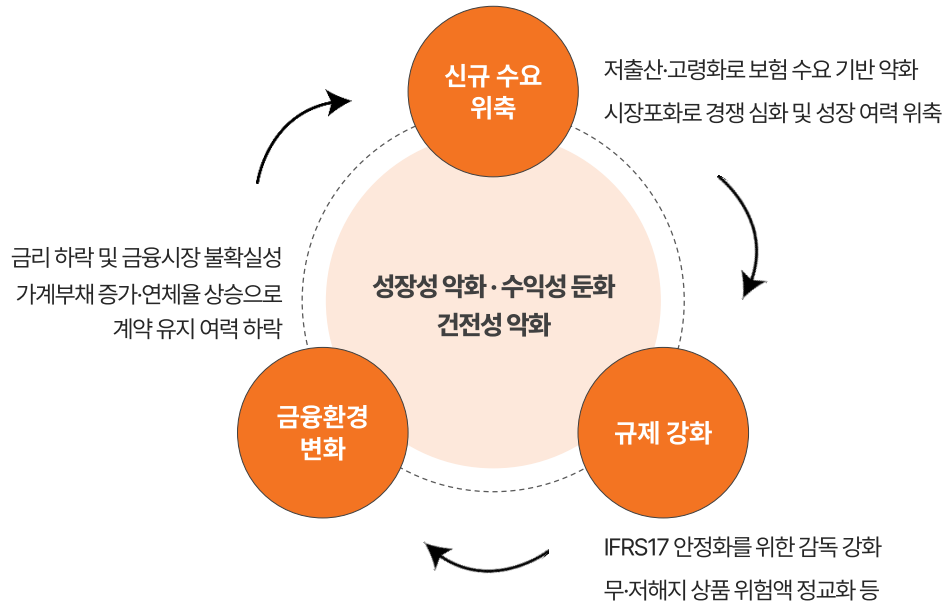 신규 수요
위축
저출산·고령화로 보험 수요 기반 약화
시장포화로 경쟁 심화 및 성장 여력 위축
금리 하락 및 금융시장 불확실성
가계부채 증가·연체율 상승으로
계약 유지 여력 하락
성장성 악화·수익성 둔화
건전성 악화
금융환경
변화
규제 강화
IFRS17 안정화를 위한 감독 강화
무·저해지 상품 위험액 정교화 등